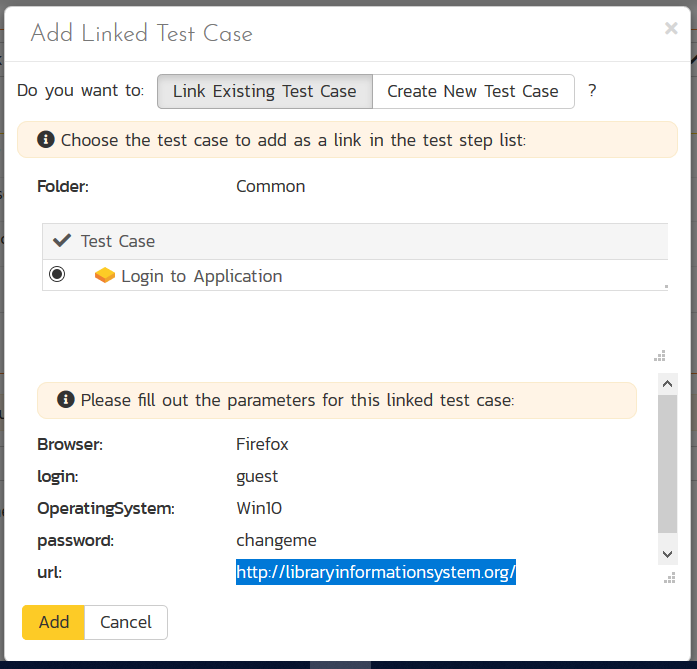 Add Linked Test Case ×
Do you want to: Link Existing Test Case Create New Test Case ?
Choose the test case to add as a link in the test step list:
Folder: Common
Test Case
Login to Application
Please fill out the parameters for this linked test case:
Browser: Firefox
login: guest
OperatingSystem: Win10
password: changeme
url: http://libraryinformationsystem.org/
Add Cancel